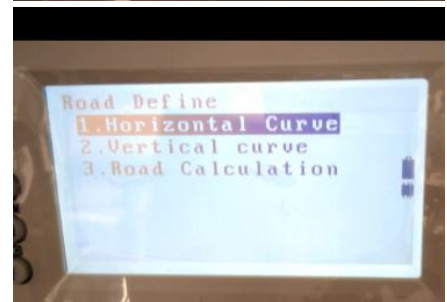 Road Define
1.Horizontal Curve
2.Vertical curve
3.Road Calculation